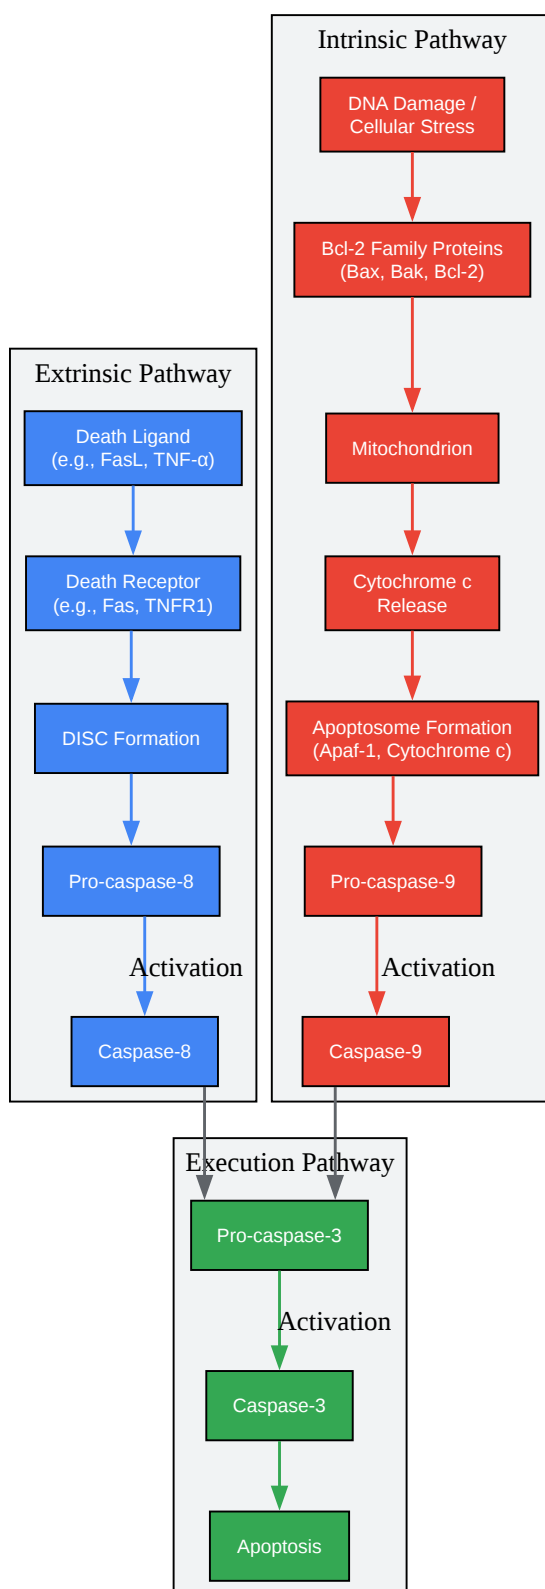 Intrinsic Pathway
DNA Damage /
Cellular Stress
Bcl-2 Family Proteins
(Bax, Bak, Bcl-2)
Mitochondrion
Cytochrome c
Release
Apoptosome Formation
(Apaf-1, Cytochrome c)
Pro-caspase-9
Activation
Caspase-9
Extrinsic Pathway
Death Ligand
(e.g., FasL, TNF-α)
Death Receptor
(e.g., Fas, TNFR1)
DISC Formation
Pro-caspase-8
Activation
Caspase-8
Execution Pathway
Pro-caspase-3
Activation
Caspase-3
Apoptosis